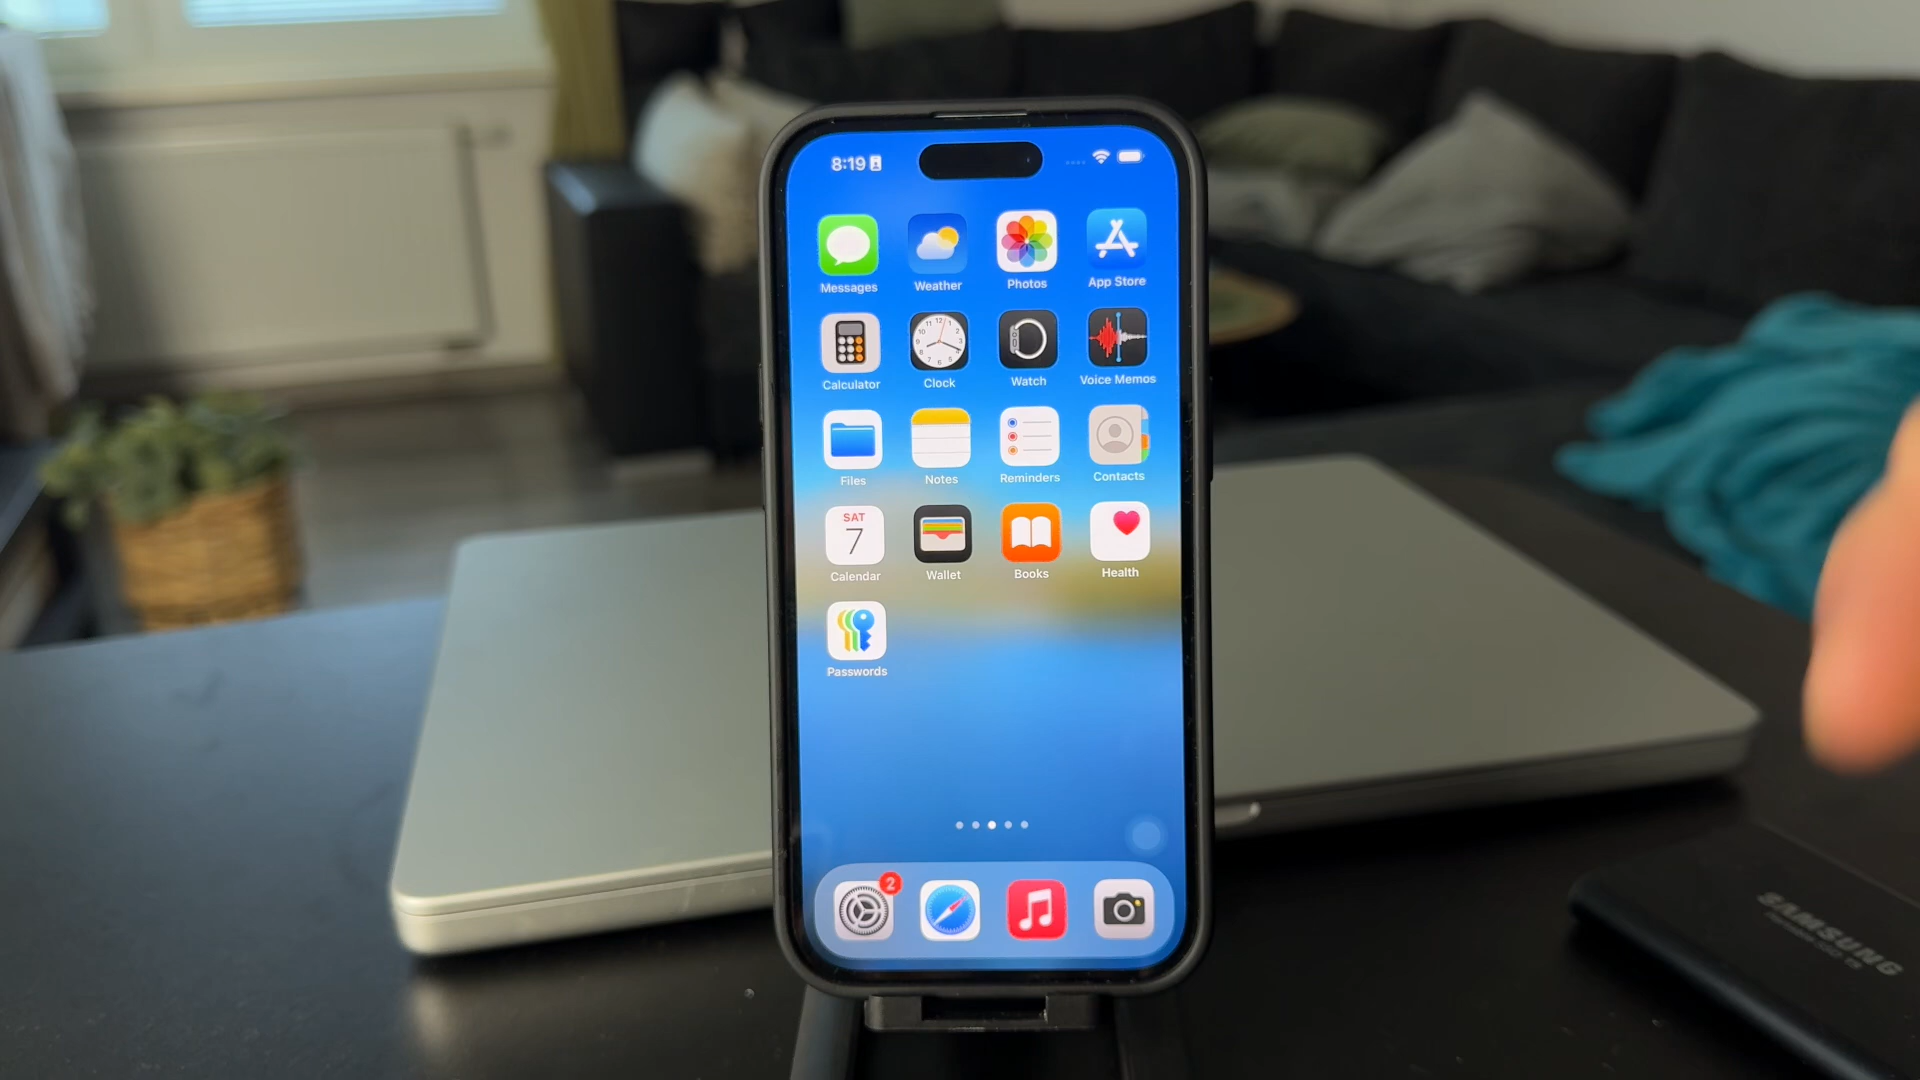 8:19
Messages Weather Photos App Store
Calculator Clock Watch Voice Memos
Files Notes Reminders Contacts
SAT
7
Calendar Wallet Books Health
Passwords
2
SAMSUNG